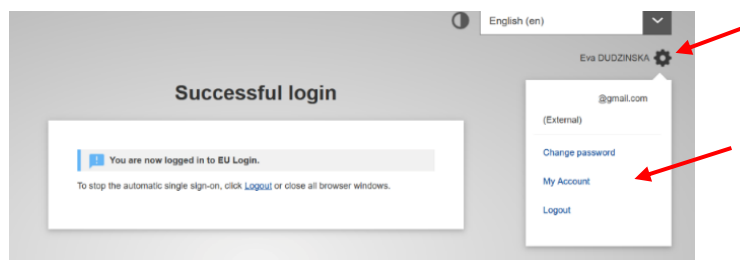 English (en)
Eva DUDZINSKA
Successful login
@gmail.com
(External)
You are now logged in to EU Login.
Change password
To stop the automatic single sign-on, click Logout or close all browser windows.
My Account
Logout